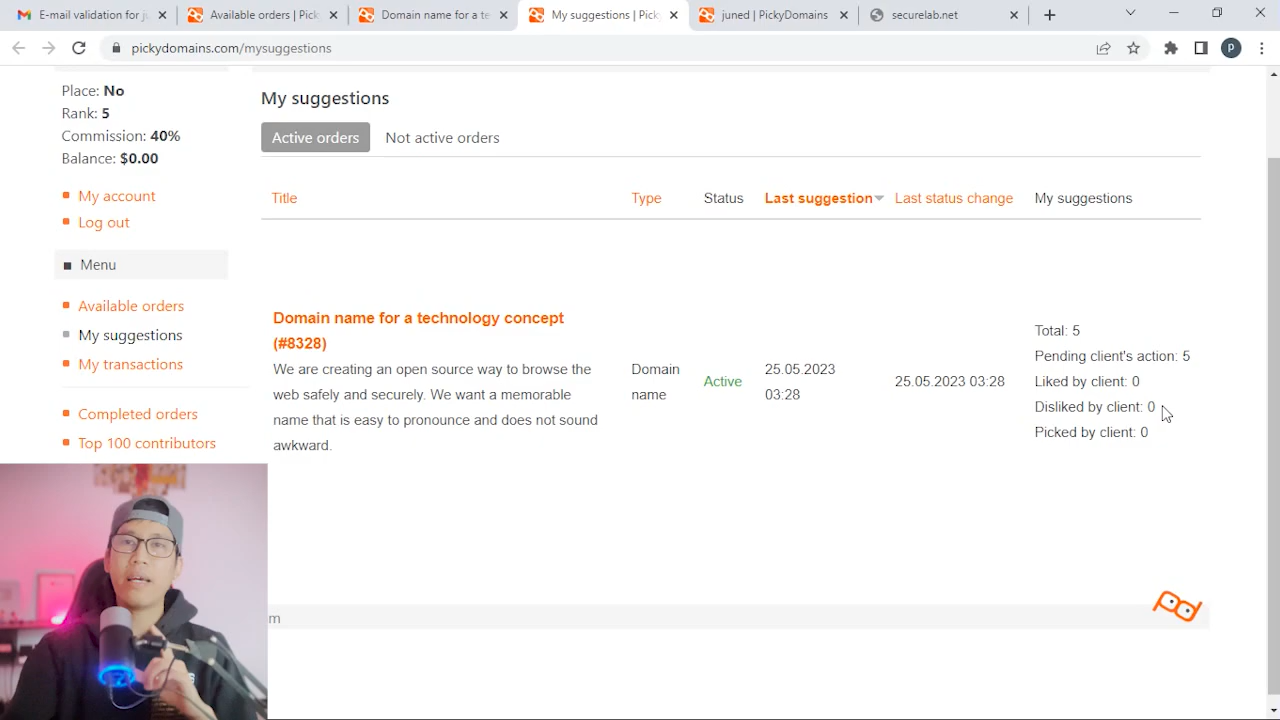 E-mail validation for ju
Available orders | Picky
Domain name for a te
My suggestions | Picky
juned | PickyDomains
securelab.net
pickydomains.com/mysuggestions
P
Place: No
Rank: 5
Commission: 40%
Balance: $0.00
My account
Log out
Menu
Available orders
My suggestions
My transactions
Completed orders
Top 100 contributors
My suggestions
Active orders
Not active orders
Title
Type
Status
Last suggestion
Last status change
My suggestions
Domain name for a technology concept
(#8328)
We are creating an open source way to browse the
web safely and securely. We want a memorable
name that is easy to pronounce and does not sound
awkward.
Domain
name
Active
25.05.2023
03:28
25.05.2023 03:28
Total: 5
Pending client's action: 5
Liked by client: 0
Disliked by client: 0
Picked by client: 0
m